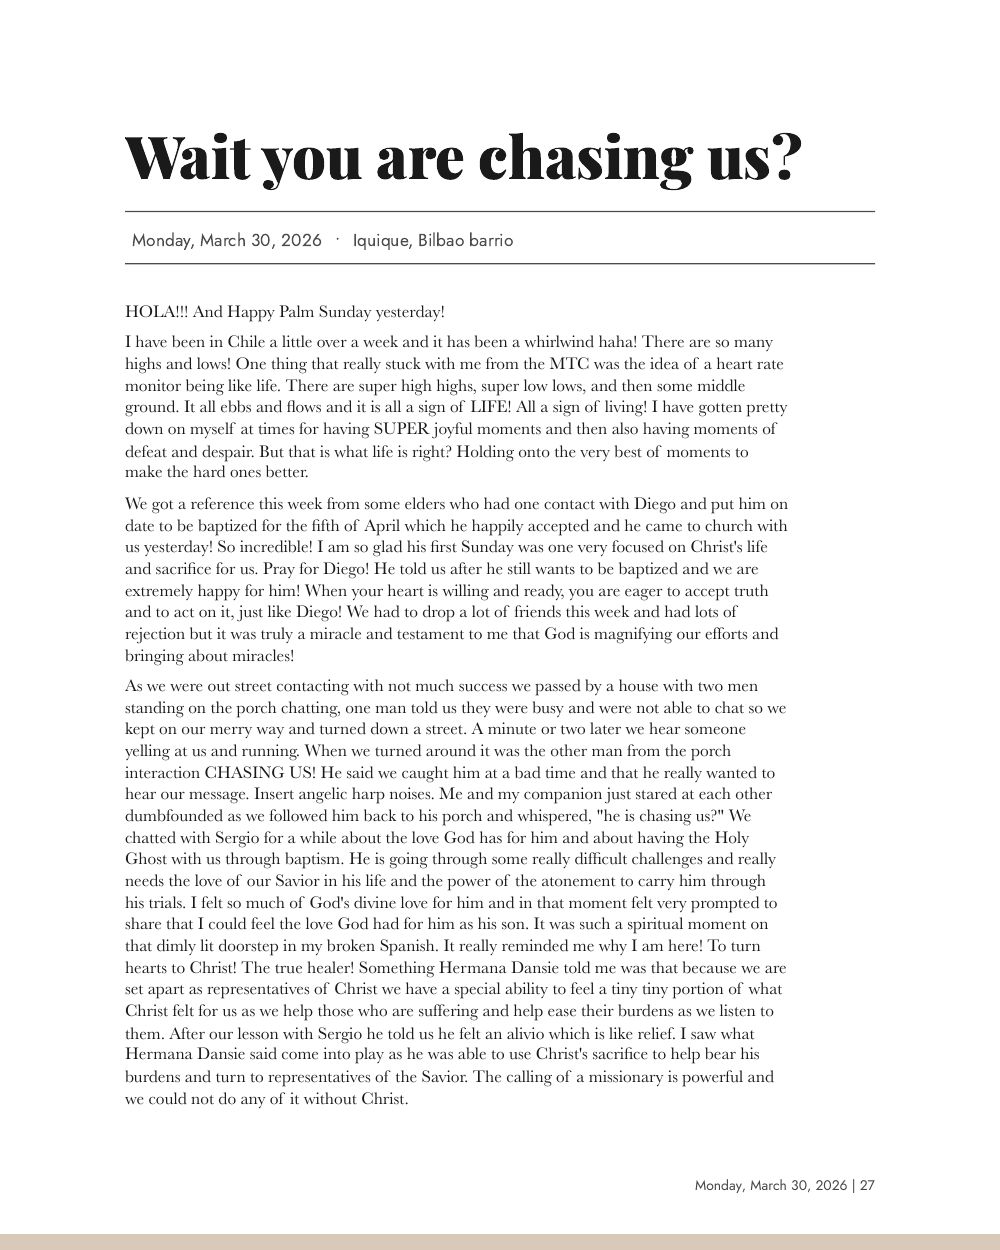 Wait you are chasing us?
Monday, March 30, 2026 · Iquique, Bilbao barrio
HOLA!!! And Happy Palm Sunday yesterday!
I have been in Chile a little over a week and it has been a whirlwind haha! There are so many
highs and lows! One thing that really stuck with me from the MTC was the idea of a heart rate
monitor being like life. There are super high highs, super low lows, and then some middle
ground. It all ebbs and flows and it is all a sign of LIFE! All a sign of living! I have gotten pretty
down on myself at times for having SUPER joyful moments and then also having moments of
defeat and despair. But that is what life is right? Holding onto the very best of moments to
make the hard ones better.
We got a reference this week from some elders who had one contact with Diego and put him on
date to be baptized for the fifth of April which he happily accepted and he came to church with
us yesterday! So incredible! I am so glad his first Sunday was one very focused on Christ's life
and sacrifice for us. Pray for Diego! He told us after he still wants to be baptized and we are
extremely happy for him! When your heart is willing and ready, you are eager to accept truth
and to act on it, just like Diego! We had to drop a lot of friends this week and had lots of
rejection but it was truly a miracle and testament to me that God is magnifying our efforts and
bringing about miracles!
As we were out street contacting with not much success we passed by a house with two men
standing on the porch chatting, one man told us they were busy and were not able to chat so we
kept on our merry way and turned down a street. A minute or two later we hear someone
yelling at us and running. When we turned around it was the other man from the porch
interaction CHASING US! He said we caught him at a bad time and that he really wanted to
hear our message. Insert angelic harp noises. Me and my companion just stared at each other
dumbfounded as we followed him back to his porch and whispered, "he is chasing us?" We
chatted with Sergio for a while about the love God has for him and about having the Holy
Ghost with us through baptism. He is going through some really difficult challenges and really
needs the love of our Savior in his life and the power of the atonement to carry him through
his trials. I felt so much of God's divine love for him and in that moment felt very prompted to
share that I could feel the love God had for him as his son. It was such a spiritual moment on
that dimly lit doorstep in my broken Spanish. It really reminded me why I am here! To turn
hearts to Christ! The true healer! Something Hermana Dansie told me was that because we are
set apart as representatives of Christ we have a special ability to feel a tiny tiny portion of what
Christ felt for us as we help those who are suffering and help ease their burdens as we listen to
them. After our lesson with Sergio he told us he felt an alivio which is like relief. I saw what
Hermana Dansie said come into play as he was able to use Christ's sacrifice to help bear his
burdens and turn to representatives of the Savior. The calling of a missionary is powerful and
we could not do any of it without Christ.
Monday, March 30, 2026 | 27